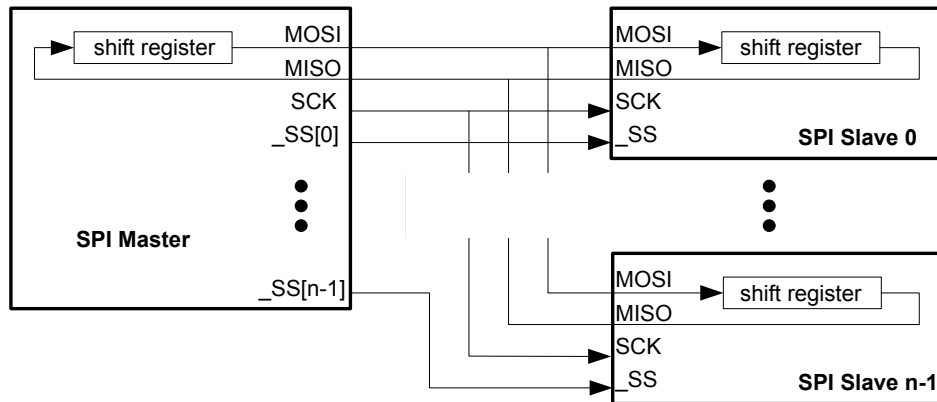 shift register
MOSI
MISO
SCK
_SS[0]
SPI Master
_SS[n-1]
MOSI
shift register
MISO
SCK
_SS
SPI Slave 0
MOSI
shift register
MISO
SCK
_SS
SPI Slave n-1